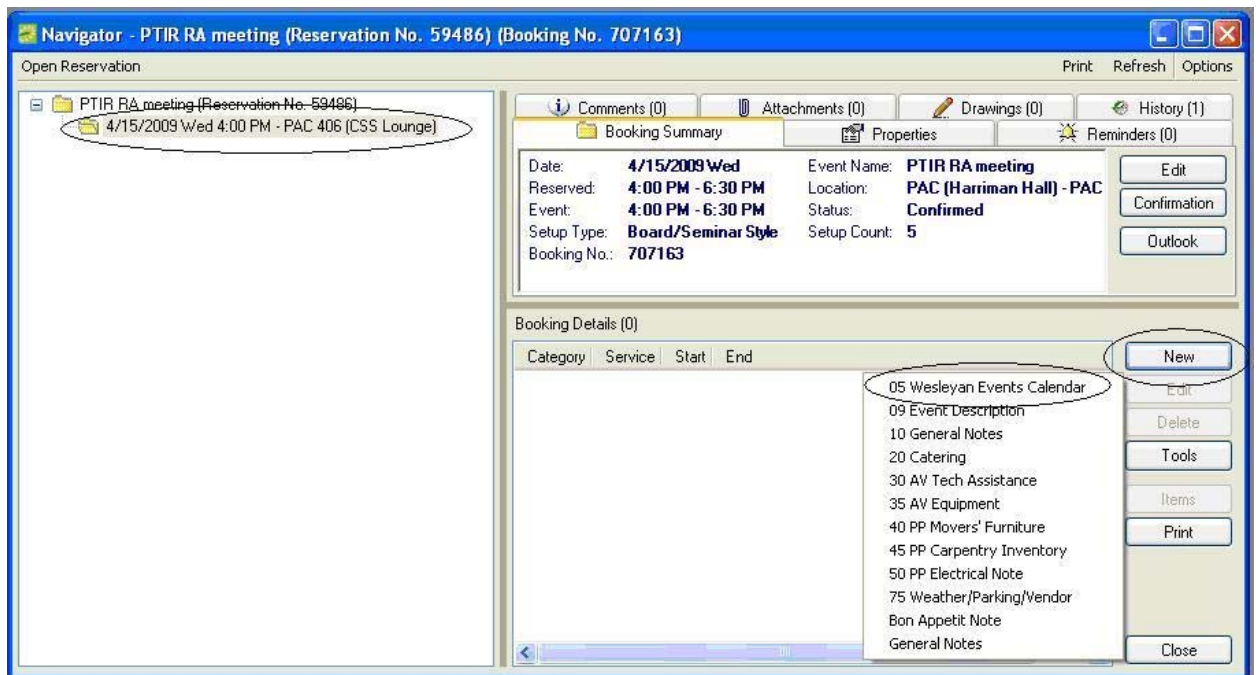 Navigator - PTIR RA meeting (Reservation No. 59486) (Booking No. 707163)
Open Reservation Print Refresh Options
PTIR RA meeting (Reservation No. 59486)
4/15/2009 Wed 4:00 PM - PAC 406 (CSS Lounge)
Comments (0) Attachments (0) Drawings (0) History (1)
Booking Summary Properties Reminders (0)
Date: 4/15/2009 Wed Event Name: PTIR RA meeting
Reserved: 4:00 PM - 6:30 PM Location: PAC (Harriman Hall) - PAC
Event: 4:00 PM - 6:30 PM Status: Confirmed
Setup Type: Board/Seminar Style Setup Count: 5
Booking No.: 707163
Edit
Confirmation
Outlook
Booking Details (0)
Category Service Start End
New
Edit
Delete
Tools
Items
Print
Close
05 Wesleyan Events Calendar
09 Event Description
10 General Notes
20 Catering
30 AV Tech Assistance
35 AV Equipment
40 PP Movers' Furniture
45 PP Carpentry Inventory
50 PP Electrical Note
75 Weather/Parking/Vendor
Bon Appetit Note
General Notes